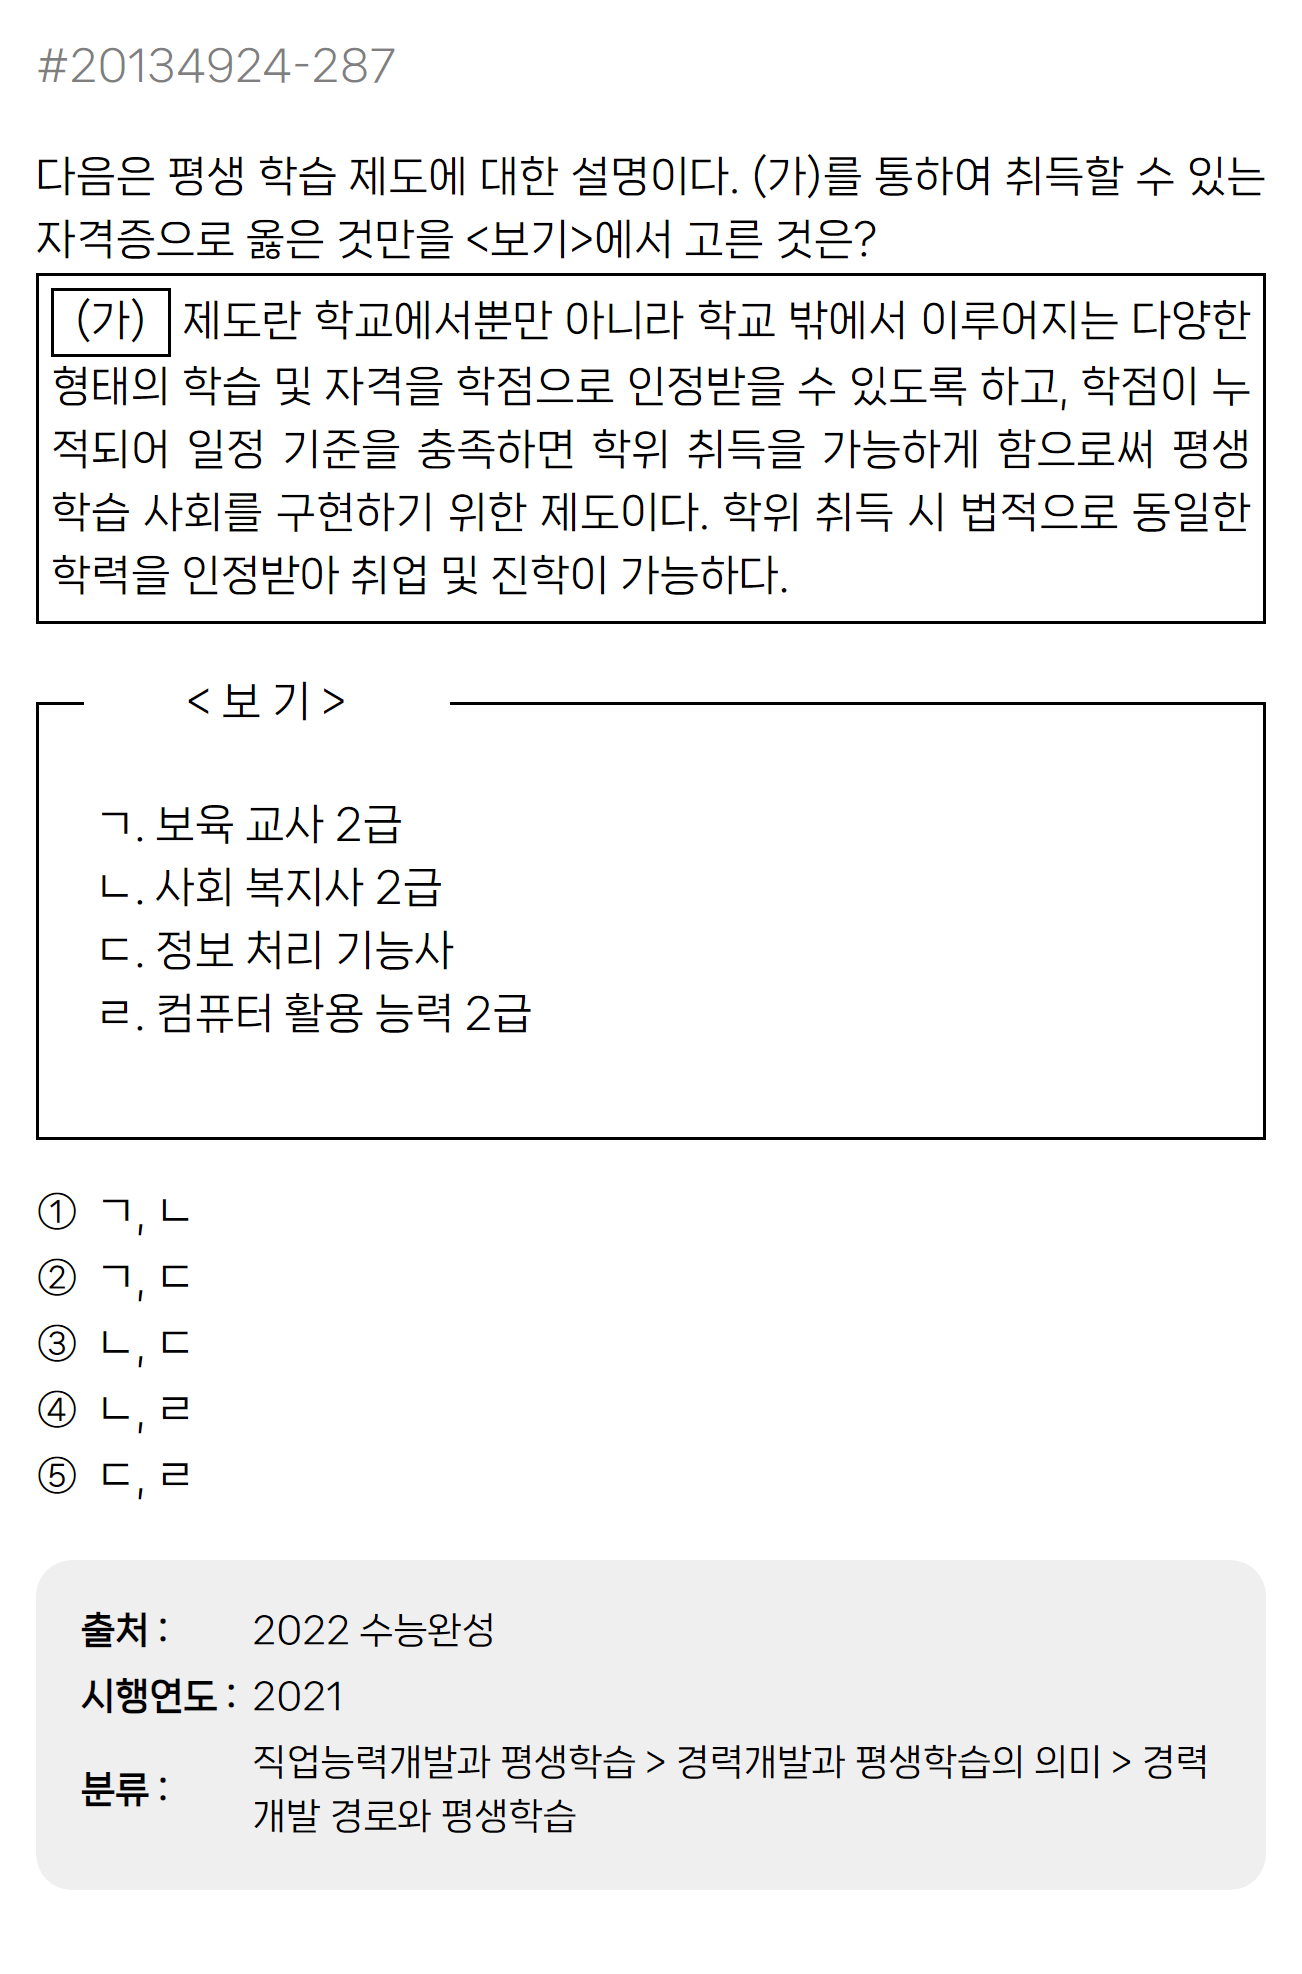 #20134924-287
다음은 평생 학습 제도에 대한 설명이다. (가)를 통하여 취득할 수 있는
자격증으로 옳은 것만을 <보기>에서 고른 것은?
(가) 제도란 학교에서뿐만 아니라 학교 밖에서 이루어지는 다양한
형태의 학습 및 자격을 학점으로 인정받을 수 있도록 하고, 학점이 누
적되어 일정 기준을 충족하면 학위 취득을 가능하게 함으로써 평생
학습 사회를 구현하기 위한 제도이다. 학위 취득 시 법적으로 동일한
학력을 인정받아 취업 및 진학이 가능하다.
< 보 기 >
ㄱ. 보육 교사 2급
ㄴ. 사회 복지사 2급
ㄷ. 정보 처리 기능사
ㄹ. 컴퓨터 활용 능력 2급
① ㄱ, ㄴ
② ㄱ, ㄷ
③ ㄴ, ㄷ
④ ㄴ, ㄹ
⑤ ㄷ, ㄹ
출처 : 2022 수능완성
시행연도 : 2021
분류 : 직업능력개발과 평생학습 > 경력개발과 평생학습의 의미 > 경력
개발 경로와 평생학습